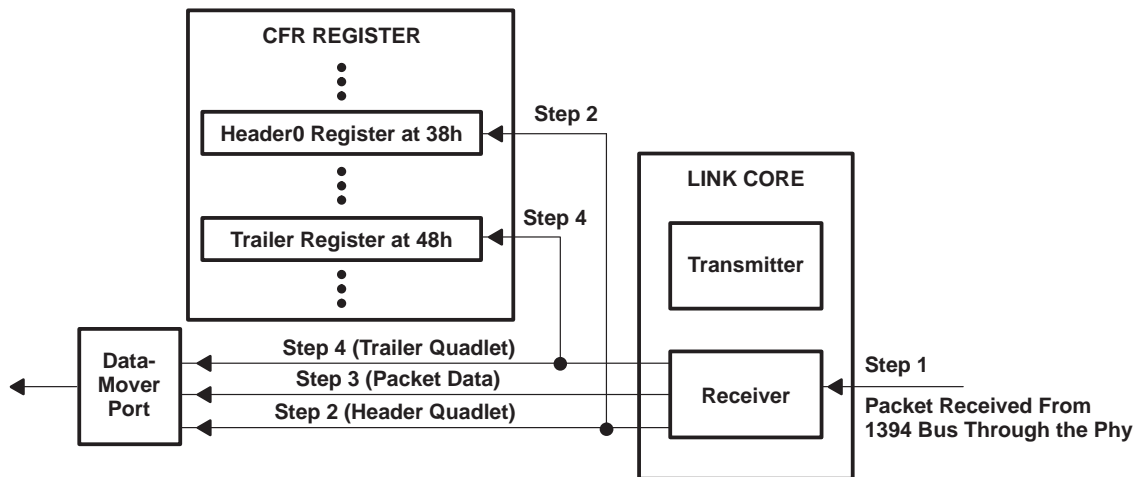 CFR REGISTER
Header0 Register at 38h
Step 2
Trailer Register at 48h
Step 4
LINK CORE
Transmitter
Receiver
Step 1
Packet Received From
1394 Bus Through the Phy
Step 4 (Trailer Quadlet)
Step 3 (Packet Data)
Step 2 (Header Quadlet)
Data-
Mover
Port